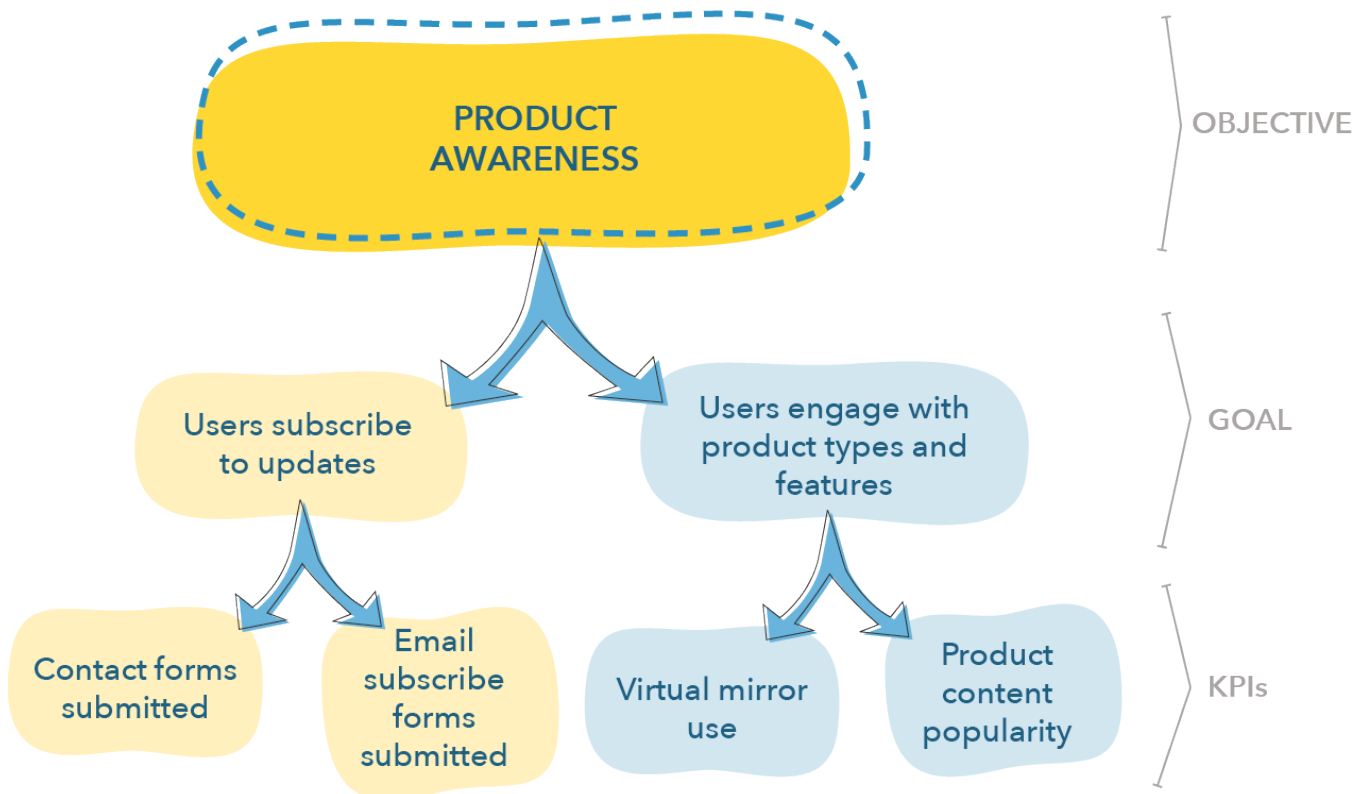 PRODUCT
AWARENESS
OBJECTIVE
Users subscribe
to updates
Users engage with
product types and
features
GOAL
Contact forms
submitted
Email
subscribe
forms
submitted
Virtual mirror
use
Product
content
popularity
KPIs